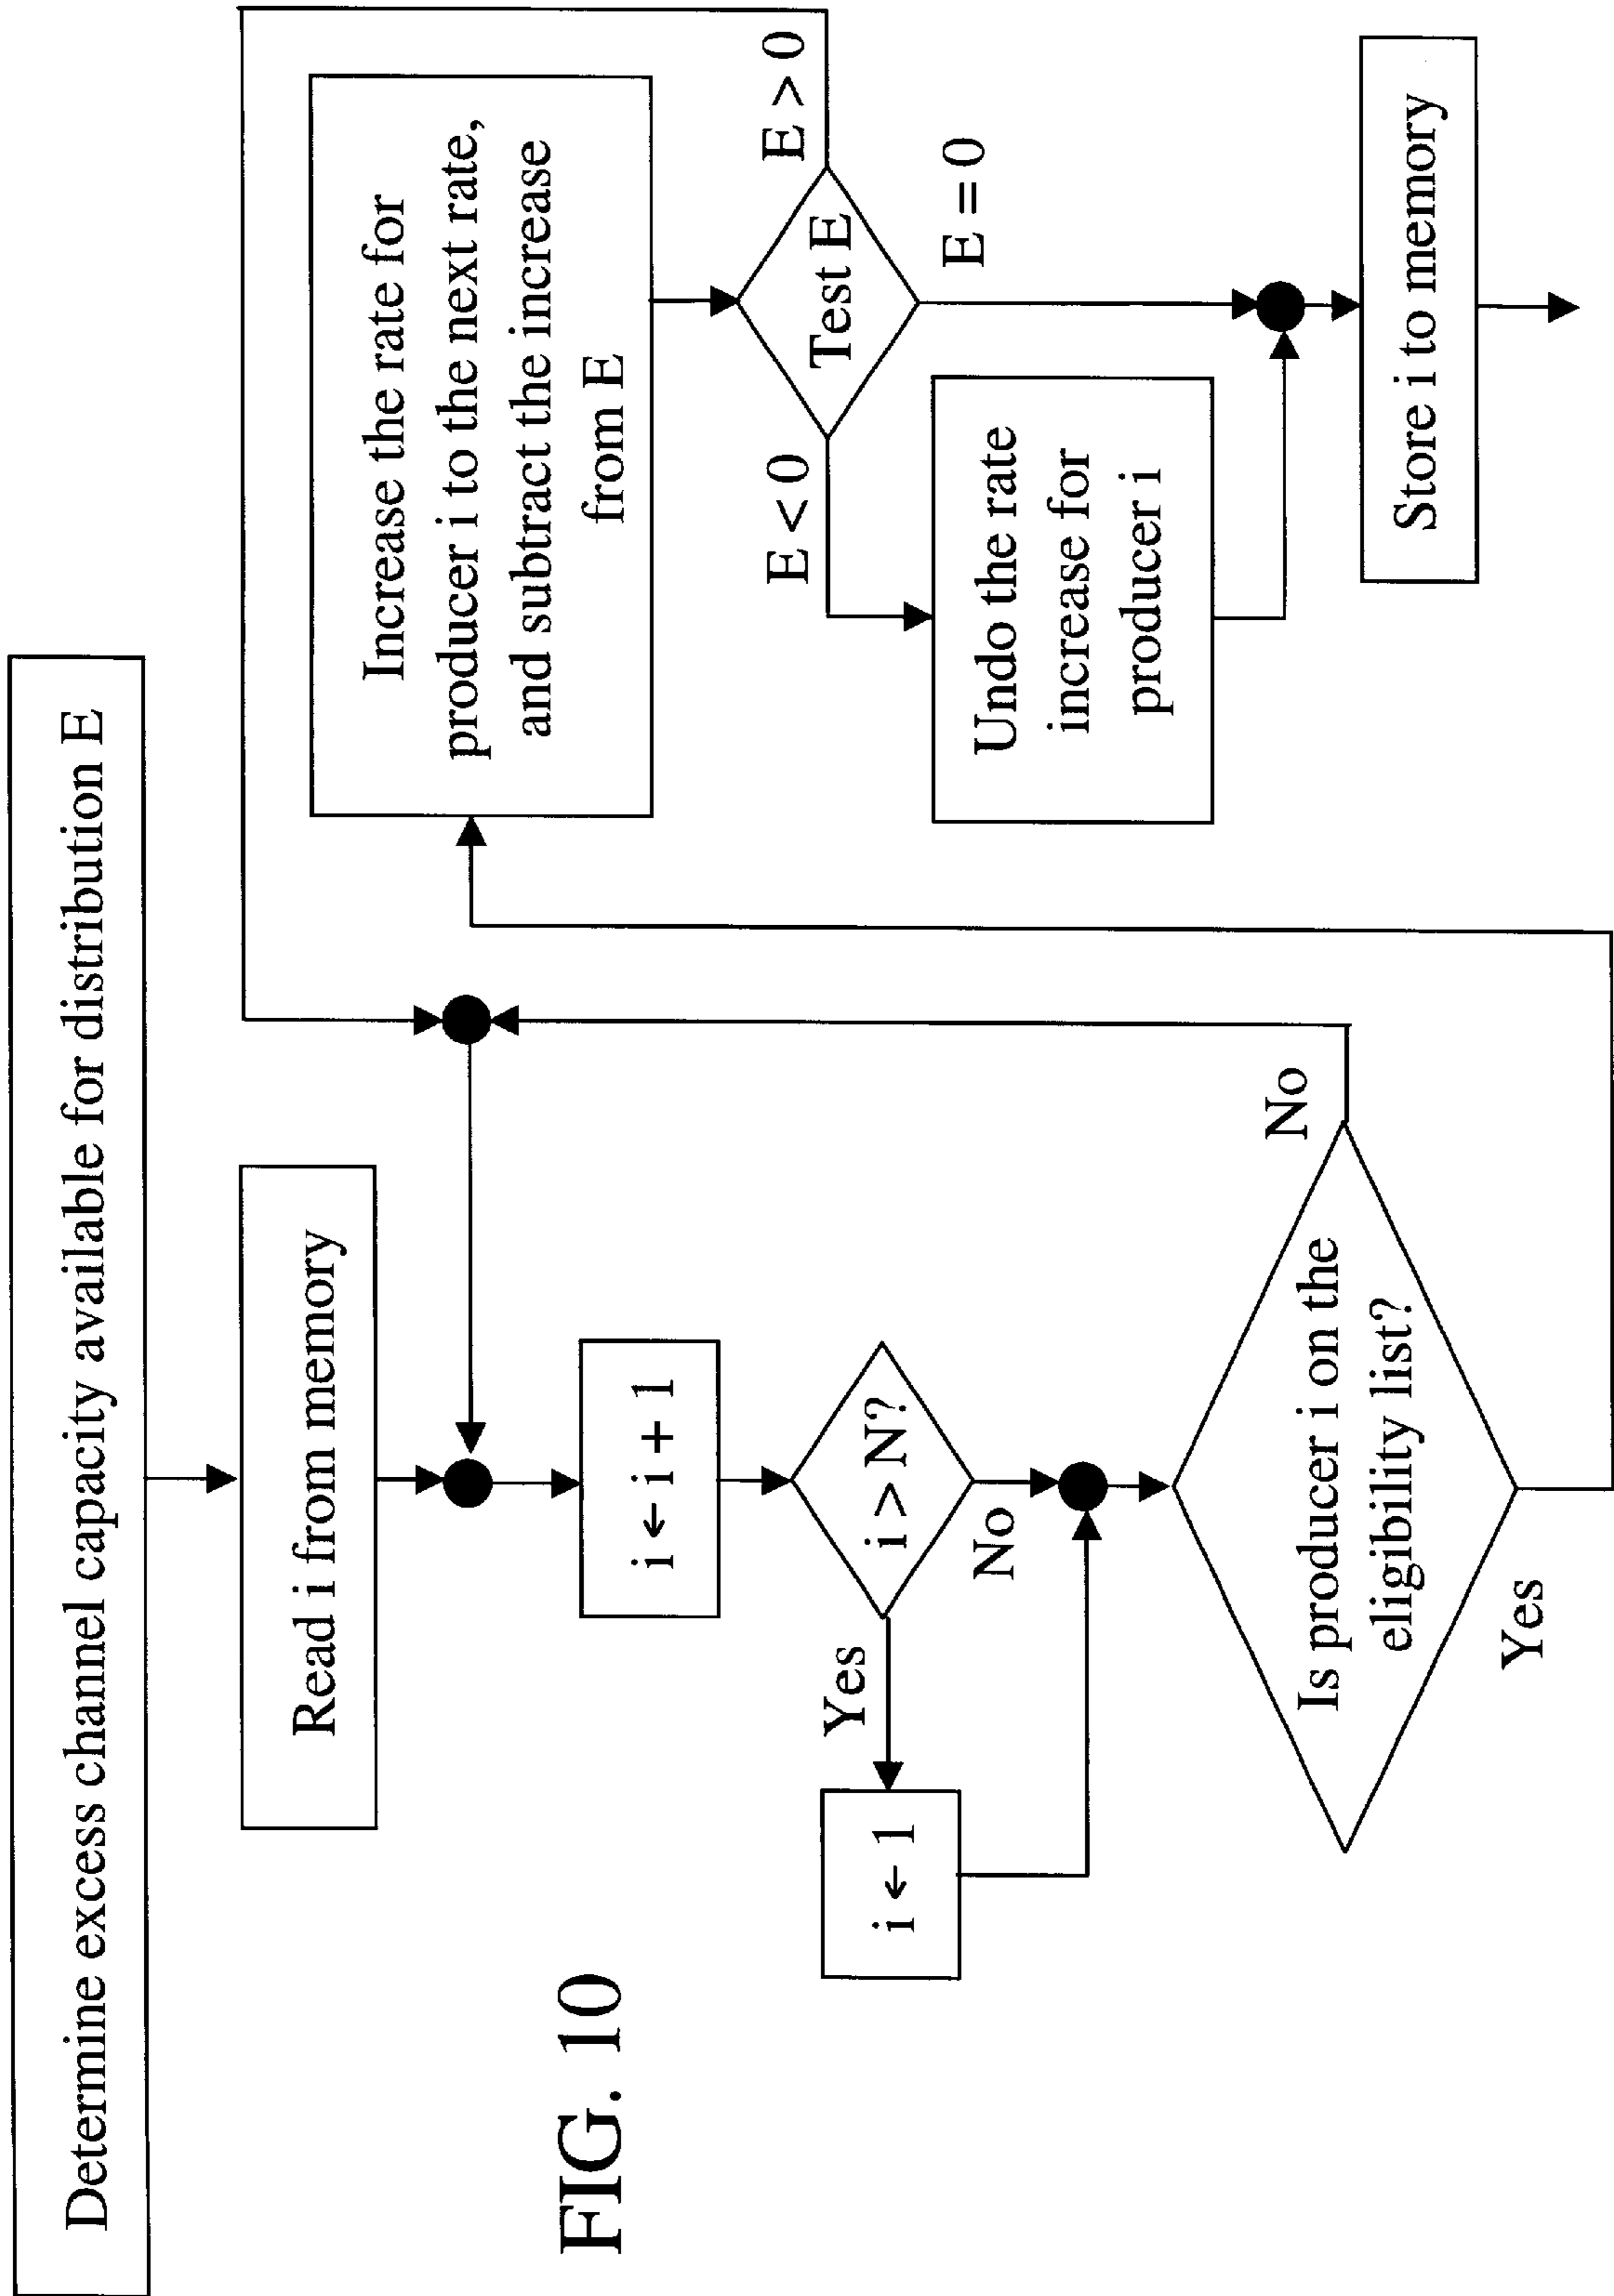 Determine excess channel capacity available for distribution E
Read i from memory
i ← i + 1
i > N?
Yes
No
i ← 1
Is producer i on the
eligibility list?
No
Yes
Increase the rate for
producer i to the next rate,
and subtract the increase
from E
Test E
E > 0
E < 0
E = 0
Undo the rate
increase for
producer i
Store i to memory
FIG. 10